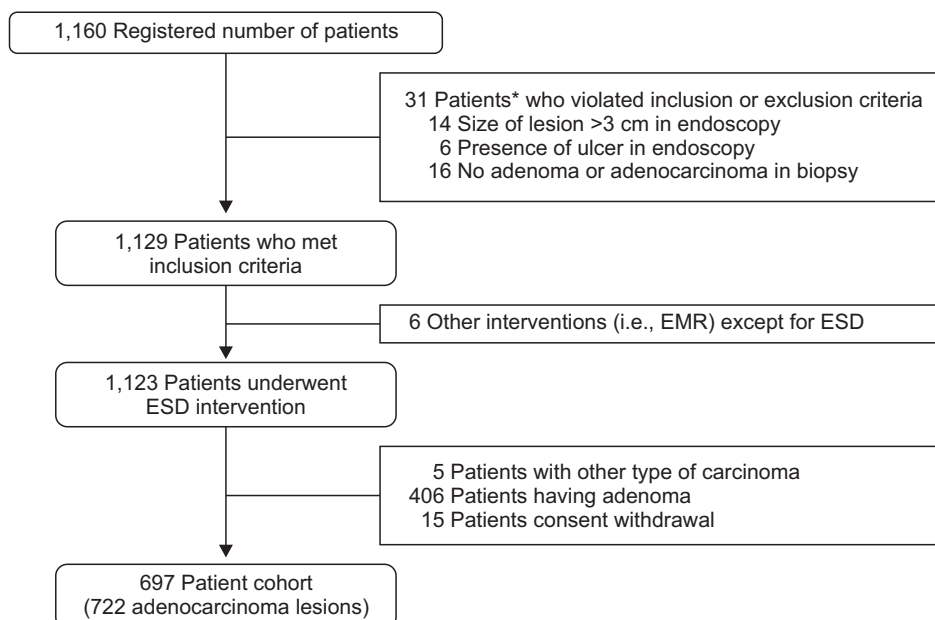 1,160 Registered number of patients
31 Patients* who violated inclusion or exclusion criteria
14 Size of lesion >3 cm in endoscopy
6 Presence of ulcer in endoscopy
16 No adenoma or adenocarcinoma in biopsy
1,129 Patients who met
inclusion criteria
6 Other interventions (i.e., EMR) except for ESD
1,123 Patients underwent
ESD intervention
5 Patients with other type of carcinoma
406 Patients having adenoma
15 Patients consent withdrawal
697 Patient cohort
(722 adenocarcinoma lesions)